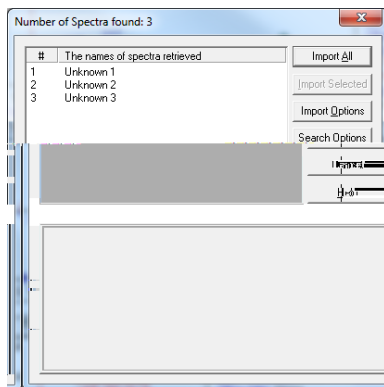 Number of Spectra found: 3
# The names of spectra retrieved
1 Unknown 1
2 Unknown 2
3 Unknown 3
Import All
Import Selected
Import Options
Search Options